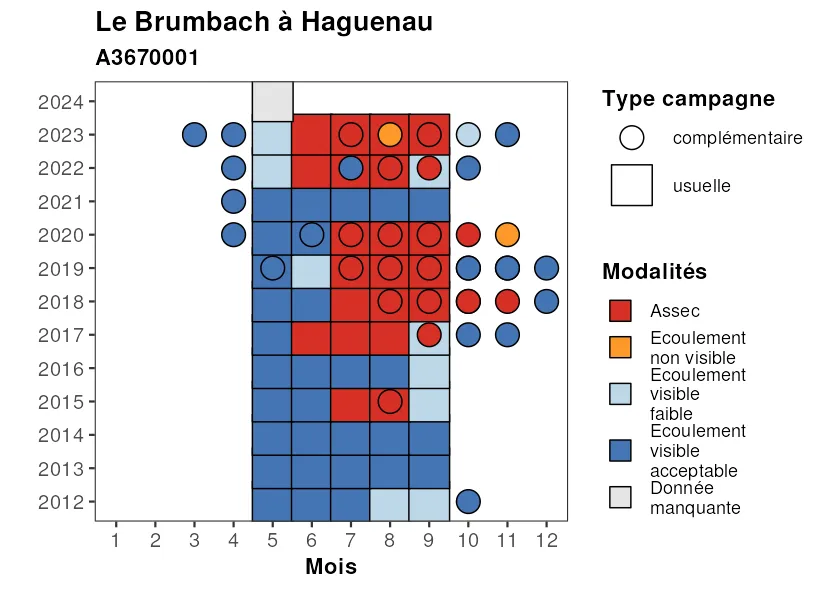 Le Brumbach à Haguenau
A3670001
2024
2023
2022
2021
2020
2019
2018
2017
2016
2015
2014
2013
2012
1 2 3 4 5 6 7 8 9 10 11 12
Mois
Type campagne
complémentaire
usuelle
Modalités
Assec
Ecoulement
non visible
Ecoulement
visible
faible
Ecoulement
visible
acceptable
Donnée
manquante